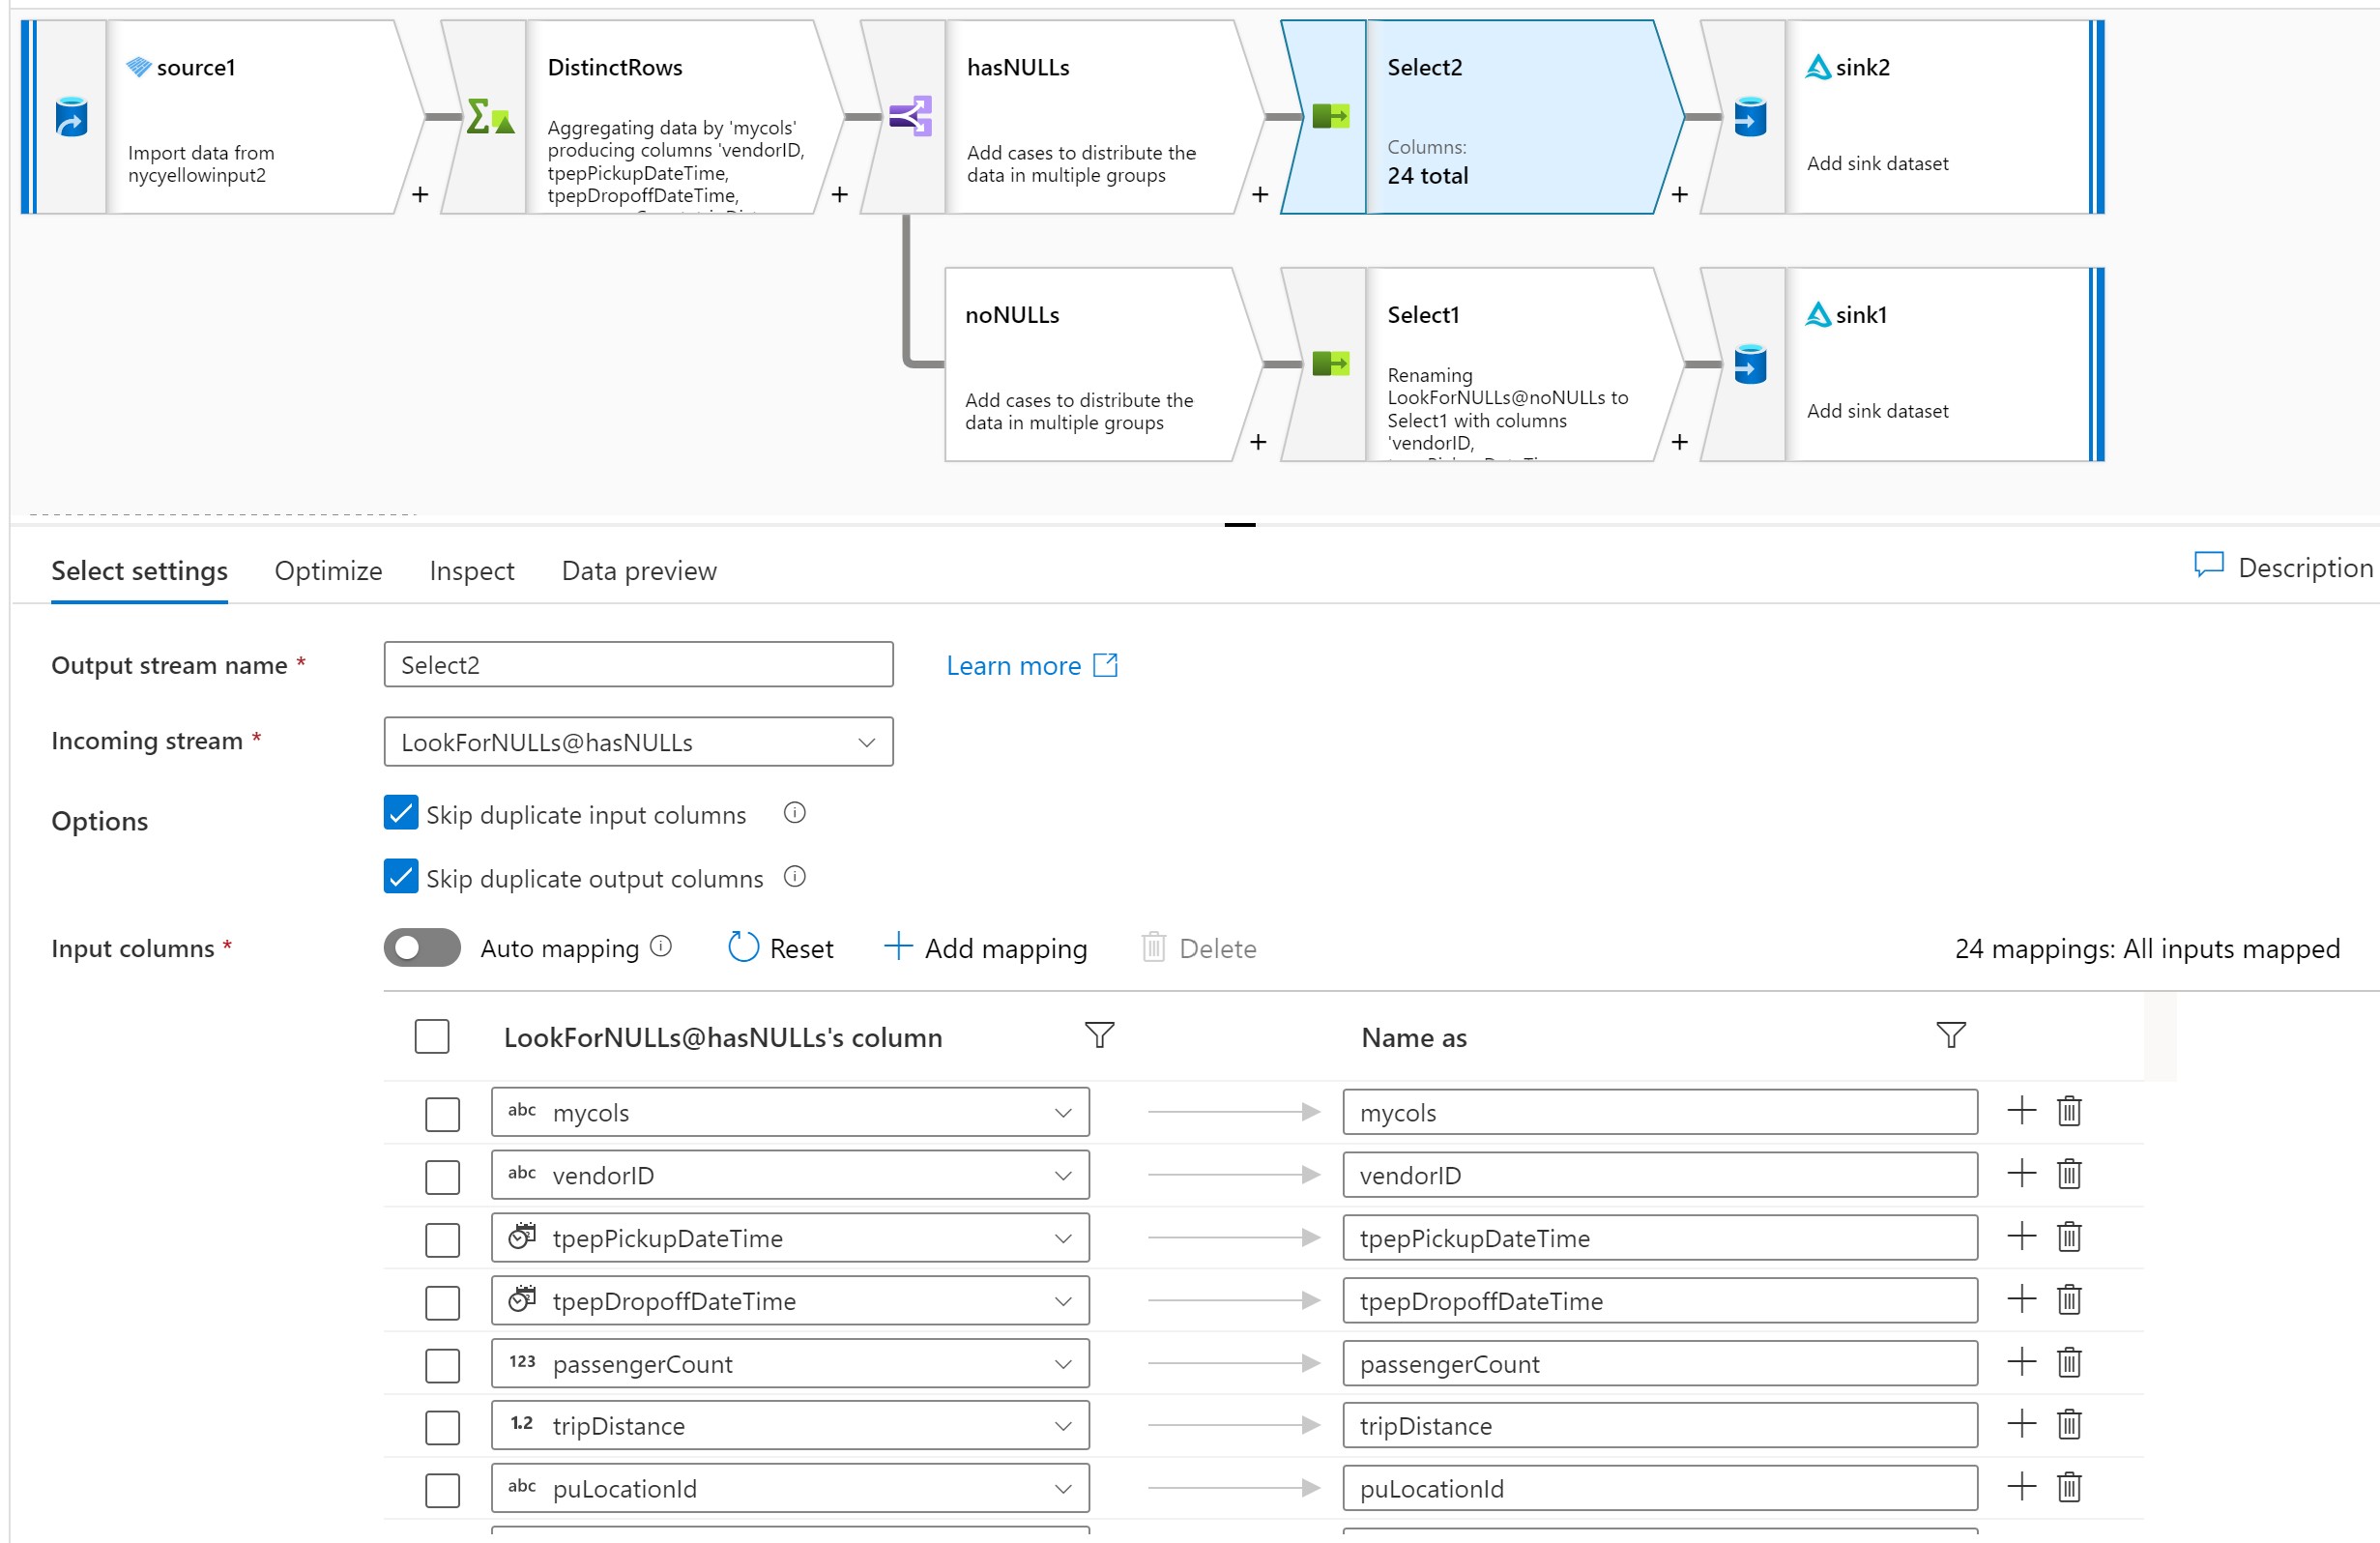 source1
Import data from
nycyellowinput2
+
DistinctRows
Aggregating data by 'mycols'
producing columns 'vendorID,
tpepPickupDateTime,
tpepDropoffDateTime,
+
hasNULLs
Add cases to distribute the
data in multiple groups
+
Select2
Columns:
24 total
+
sink2
Add sink dataset
noNULLs
Add cases to distribute the
data in multiple groups
+
Select1
Renaming
LookForNULLs@noNULLs to
Select1 with columns
'vendorID,
+
sink1
Add sink dataset
Select settings
Optimize
Inspect
Data preview
Description
Output stream name *
Select2
Learn more
Incoming stream *
LookForNULLs@hasNULLs
Options
Skip duplicate input columns
Skip duplicate output columns
Input columns *
Auto mapping
Reset
+ Add mapping
Delete
24 mappings: All inputs mapped
LookForNULLs@hasNULLs's column
Name as
abc mycols
mycols
abc vendorID
vendorID
tpepPickupDateTime
tpepPickupDateTime
tpepDropoffDateTime
tpepDropoffDateTime
123 passengerCount
passengerCount
1.2 tripDistance
tripDistance
abc puLocationId
puLocationId